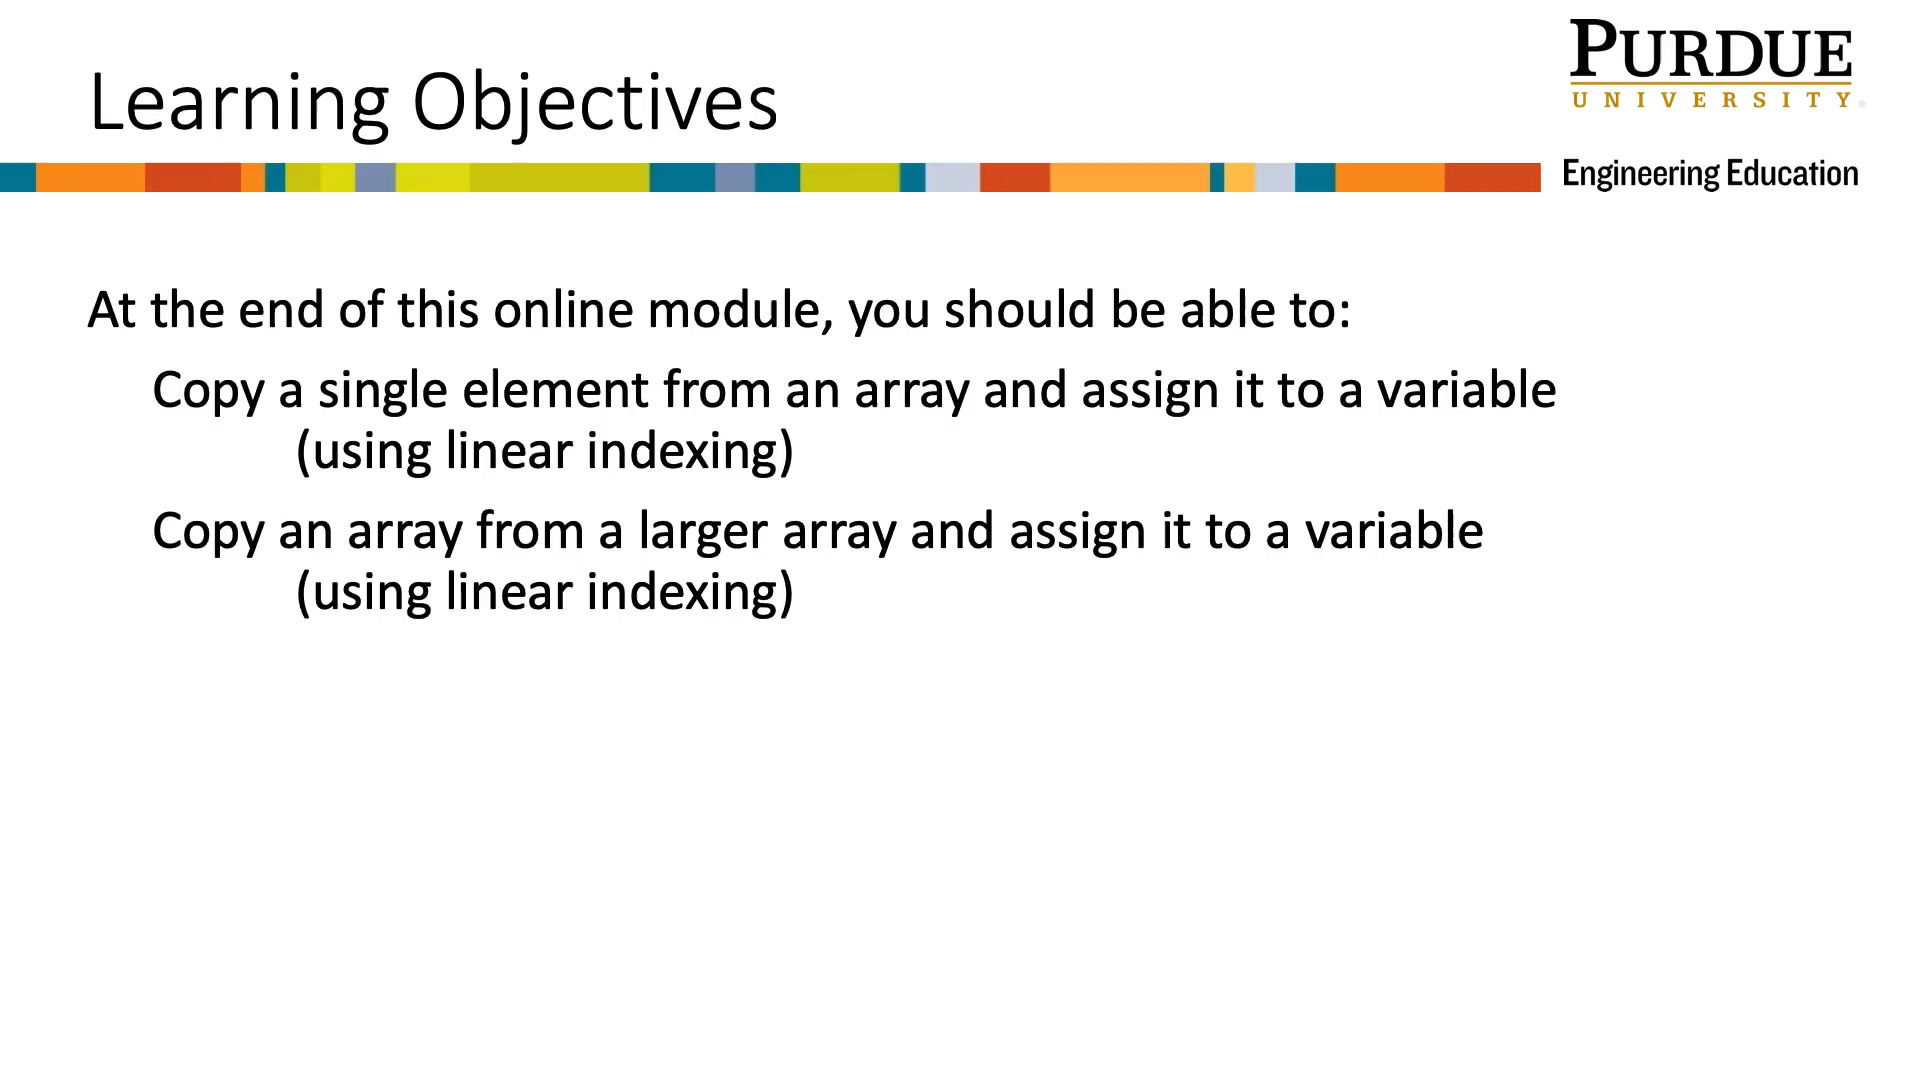 PURDUE
UNIVERSITY
Learning Objectives
Engineering Education
At the end of this online module, you should be able to:
Copy a single element from an array and assign it to a variable
(using linear indexing)
Copy an array from a larger array and assign it to a variable
(using linear indexing)